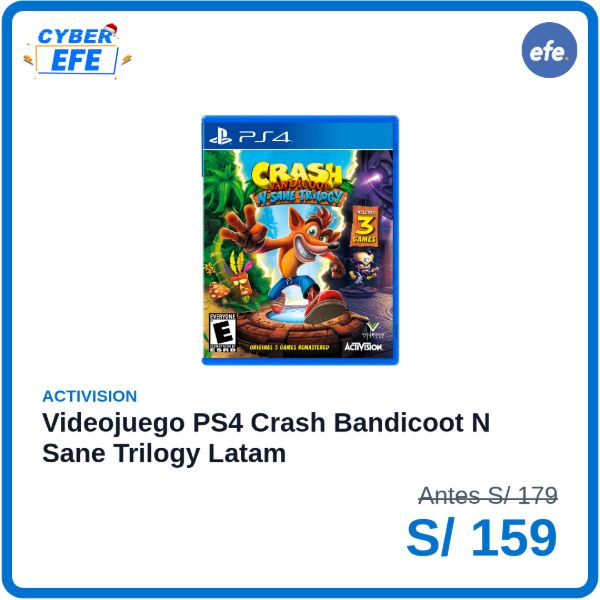 CYBER
EFE
efe.
PS4
CRASH
BANDICOOT
N. SANE TRILOGY
INCLUDES
3
GAMES
EVERYONE
E
ESRB
ORIGINAL 3 GAMES REMASTERED
ACTIVISION
ACTIVISION
Videojuego PS4 Crash Bandicoot N
Sane Trilogy Latam
Antes S/ 179
S/ 159